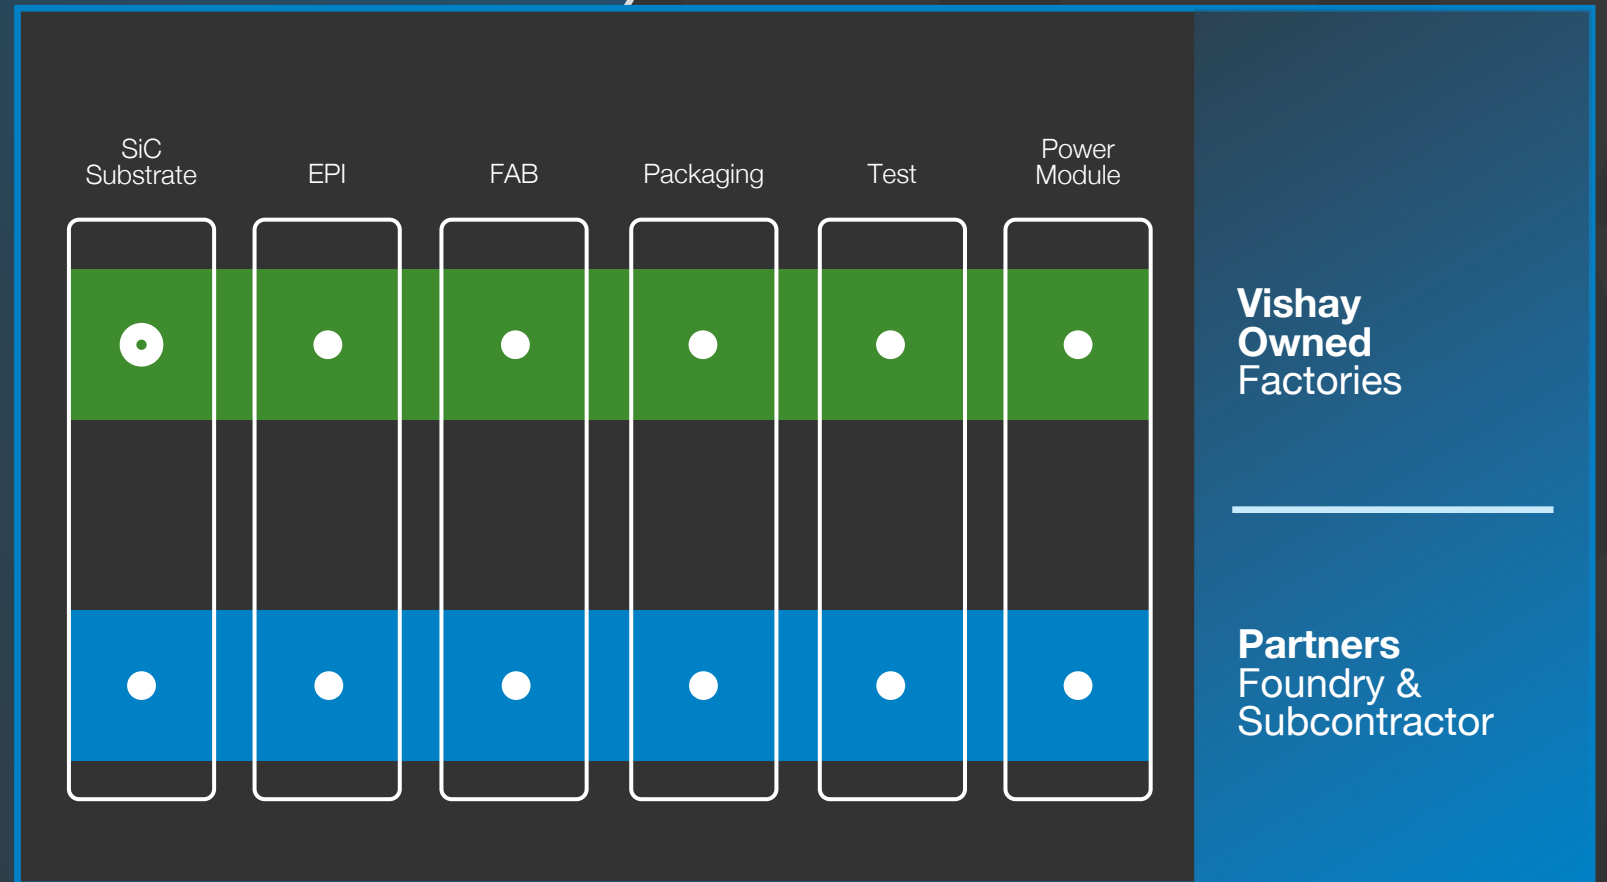 SiC
Substrate
EPI
FAB
Packaging
Test
Power
Module
Vishay
Owned
Factories
Partners
Foundry &
Subcontractor